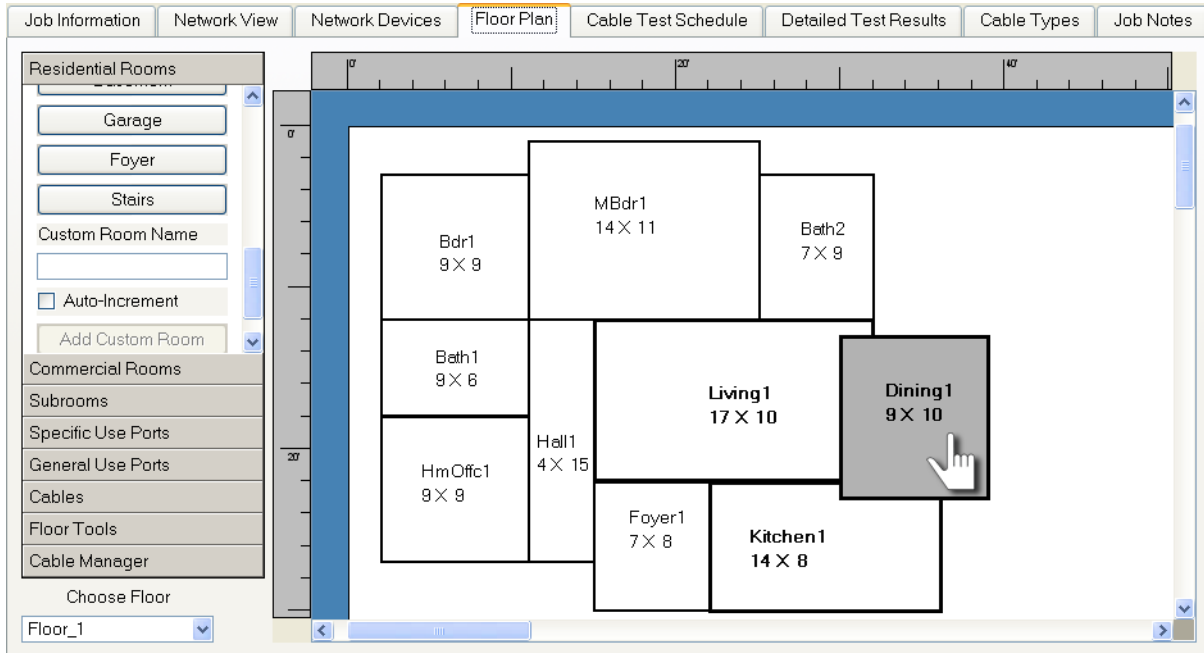 Job Information
Network View
Network Devices
Floor Plan
Cable Test Schedule
Detailed Test Results
Cable Types
Job Notes
Residential Rooms
Garage
Foyer
Stairs
Custom Room Name
Auto-Increment
Add Custom Room
Commercial Rooms
Subrooms
Specific Use Ports
General Use Ports
Cables
Floor Tools
Cable Manager
Choose Floor
Floor_1
0'
20'
40'
0'
20'
MBdr1
14 X 11
Bdr1
9 X 9
Bath2
7 X 9
Bath1
9 X 6
Living1
17 X 10
Dining1
9 X 10
Hall1
4 X 15
HmOffc1
9 X 9
Foyer1
7 X 8
Kitchen1
14 X 8